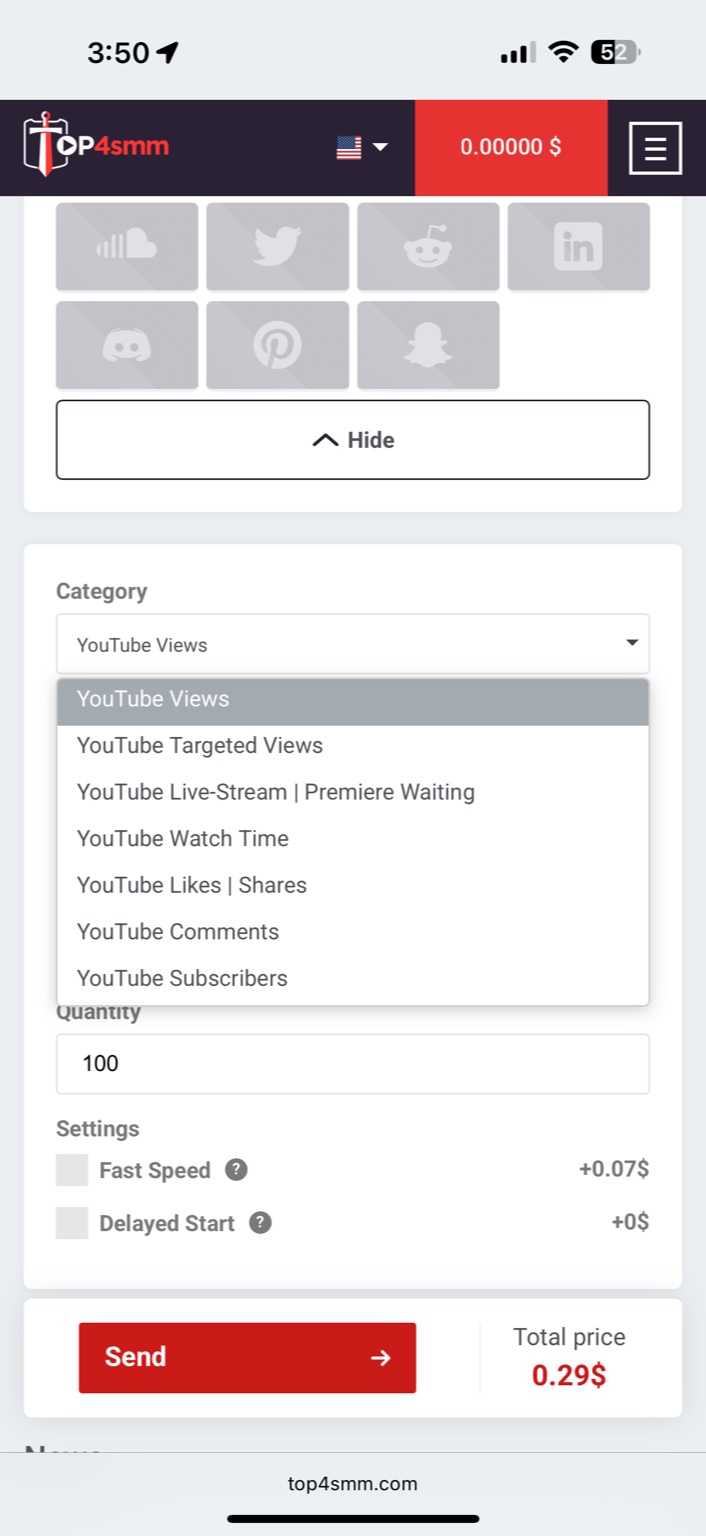 3:50
52
TOP4smm
0.00000 $
in
Hide
Category
YouTube Views
YouTube Views
YouTube Targeted Views
YouTube Live-Stream | Premiere Waiting
YouTube Watch Time
YouTube Likes | Shares
YouTube Comments
YouTube Subscribers
Quantity
100
Settings
Fast Speed ? +0.07$
Delayed Start ? +0$
Send
Total price
0.29$
top4smm.com